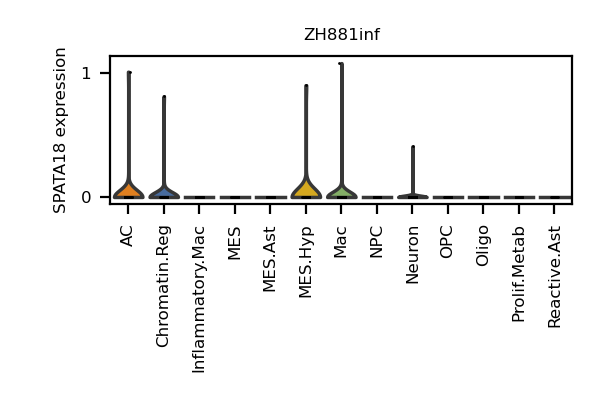 ZH881inf
SPATA18 expression
1
0
AC
Chromatin.Reg
Inflammatory.Mac
MES
MES.Ast
MES.Hyp
Mac
NPC
Neuron
OPC
Oligo
Prolif.Metab
Reactive.Ast